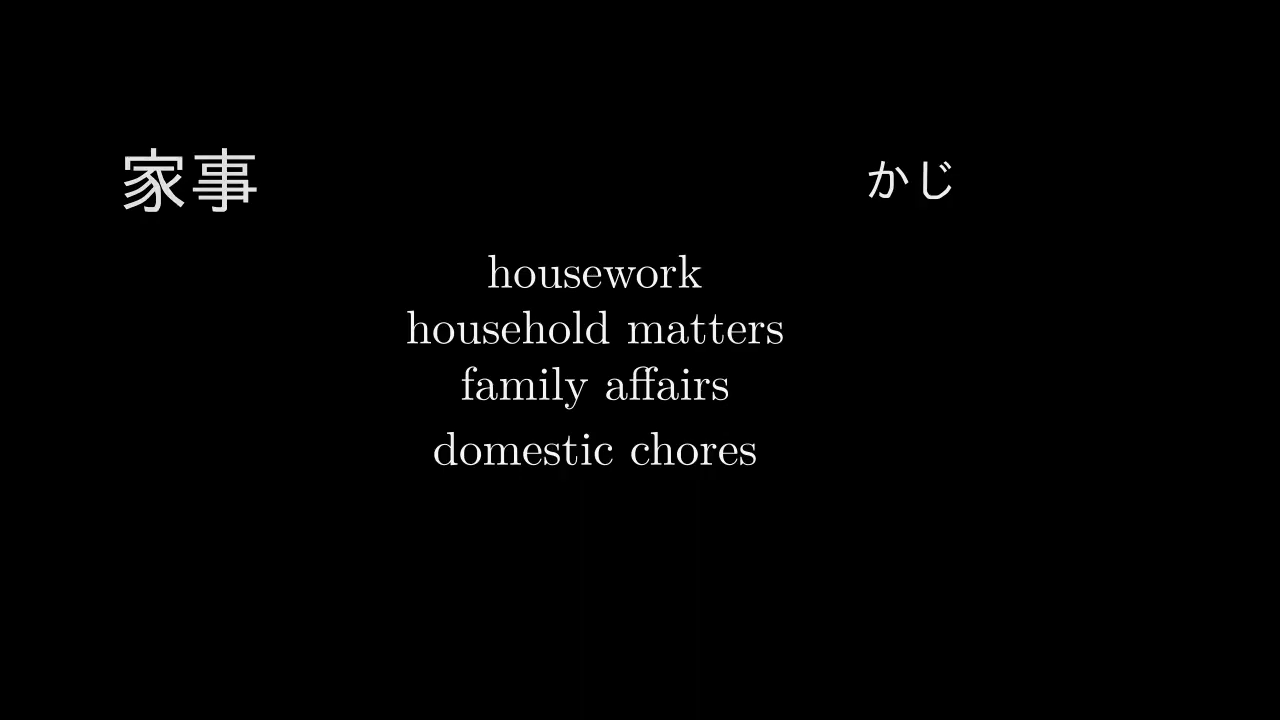 家事 かじ
housework
household matters
family affairs
domestic chores